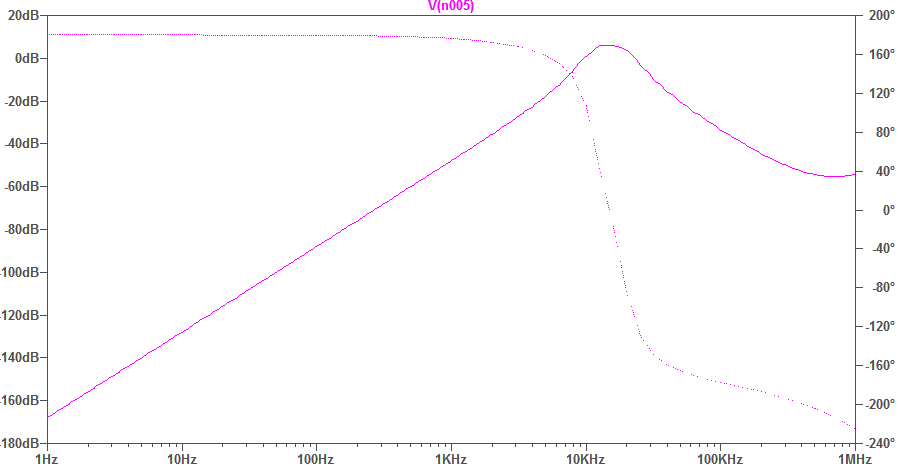 V(n005)
20dB
0dB
-20dB
-40dB
-60dB
-80dB
-100dB
-120dB
-140dB
-160dB
-180dB
200°
160°
120°
80°
40°
0°
-40°
-80°
-120°
-160°
-200°
-240°
1Hz 10Hz 100Hz 1KHz 10KHz 100KHz 1MHz